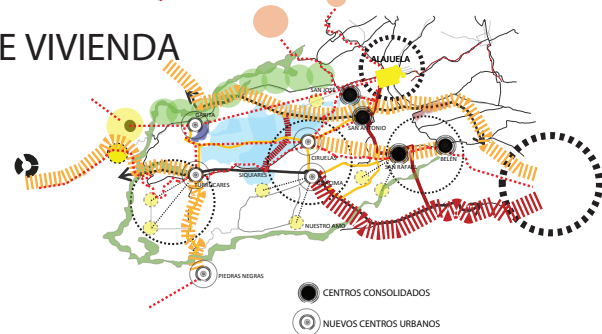 E VIVIENDA
ALAJUELA
SAN JOSE
GARITA
SAN ANTONIO
CIRUELAS
SAN RAFAEL
BELEN
SIQUIARES
TURRUCARES
NUESTRO AMO
PIEDRAS NEGRAS
CENTROS CONSOLIDADOS
NUEVOS CENTROS URBANOS